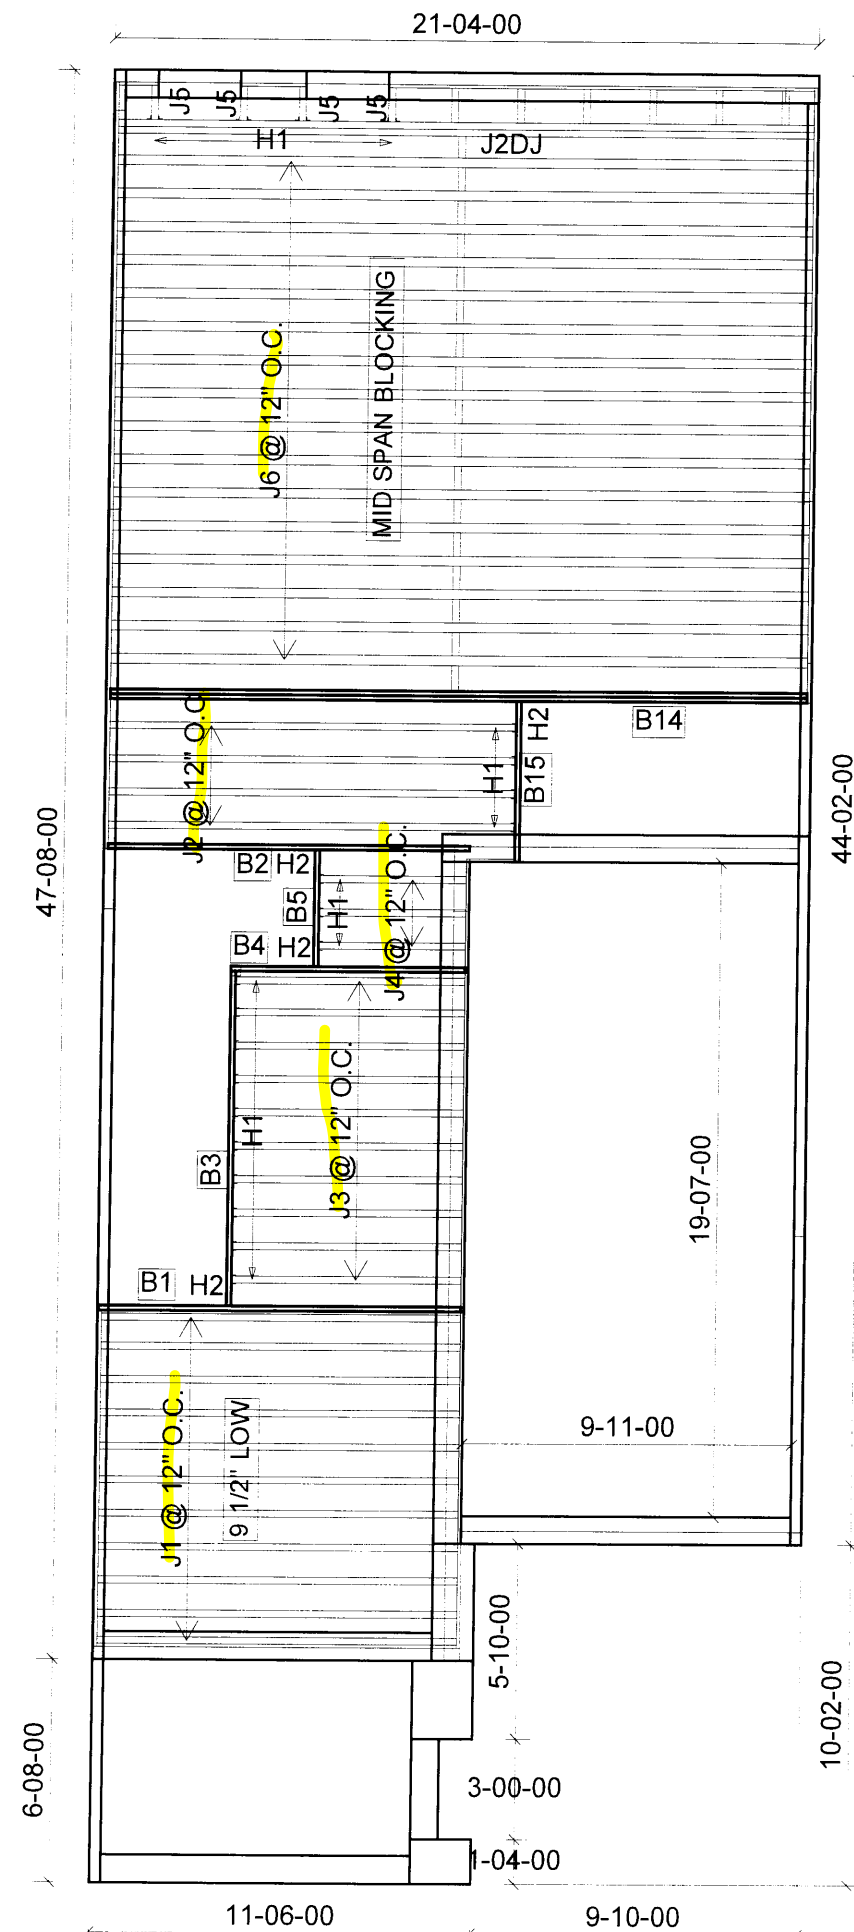 21-04-00
J5
J5
J5
J5
H1
J2DJ
J6 @ 12" O.C.
MID SPAN BLOCKING
47-08-00
44-02-00
J2 @ 12" O.C.
H1
H2
B15
B14
B2 H2
B5
H1
J4 @ 12" O.C.
B4 H2
H1
B3
J3 @ 12" O.C.
19-07-00
B1 H2
J1 @ 12" O.C.
9 1/2" LOW
9-11-00
5-10-00
10-02-00
6-08-00
3-00-00
1-04-00
11-06-00
9-10-00